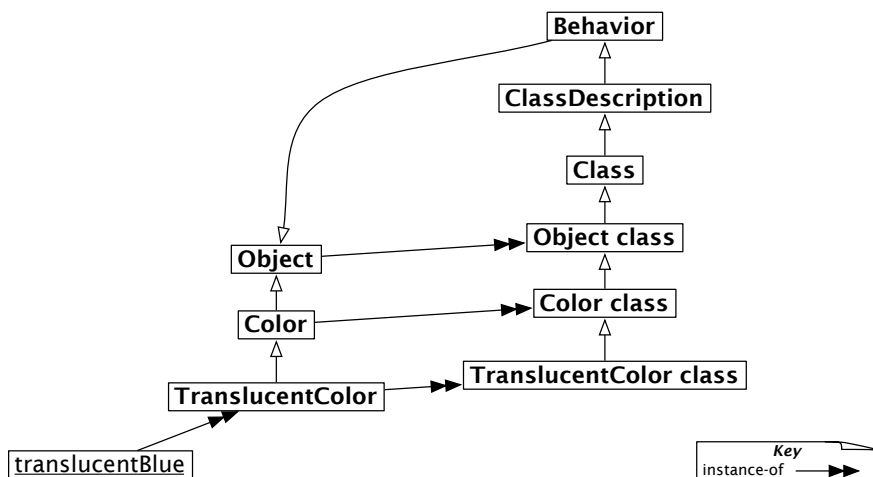 Behavior
ClassDescription
Class
Object class
Object
Color class
Color
TranslucentColor class
TranslucentColor
translucentBlue
Key
instance-of